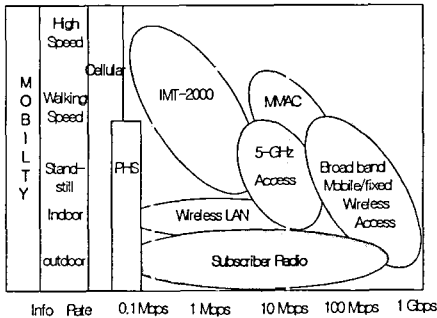 MOBILTY
High
Speed
Walking
Speed
Stand-
still
Indoor
outdoor
Cellular
PHS
IMT-2000
MMAC
5-GHz
Access
Broad band
Mobile/fixed
Wireless
Access
Wireless LAN
Subscriber Radio
Info Rate 0.1 Mbps 1 Mbps 10 Mbps 100 Mbps 1 Gbps